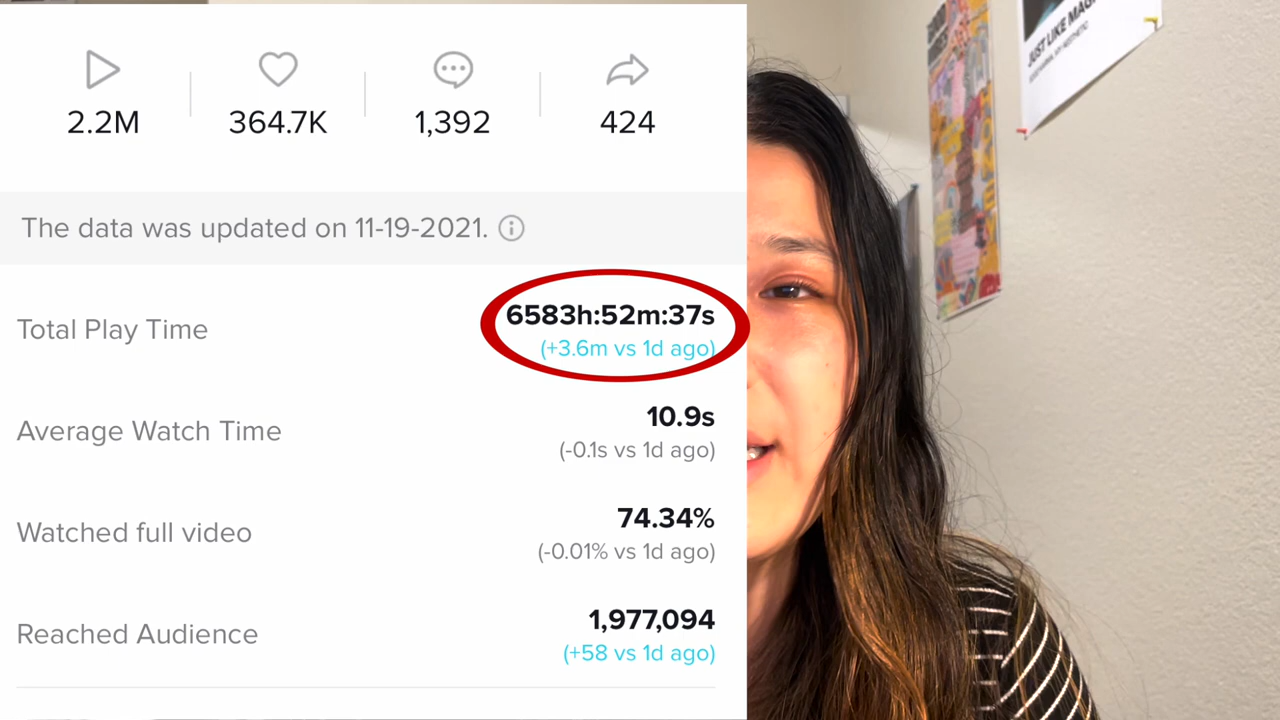 2.2M
364.7K
1,392
424
The data was updated on 11-19-2021.
Total Play Time
6583h:52m:37s
(+3.6m vs 1d ago)
Average Watch Time
10.9s
(-0.1s vs 1d ago)
Watched full video
74.34%
(-0.01% vs 1d ago)
Reached Audience
1,977,094
(+58 vs 1d ago)
JUST LIKE MAGIC